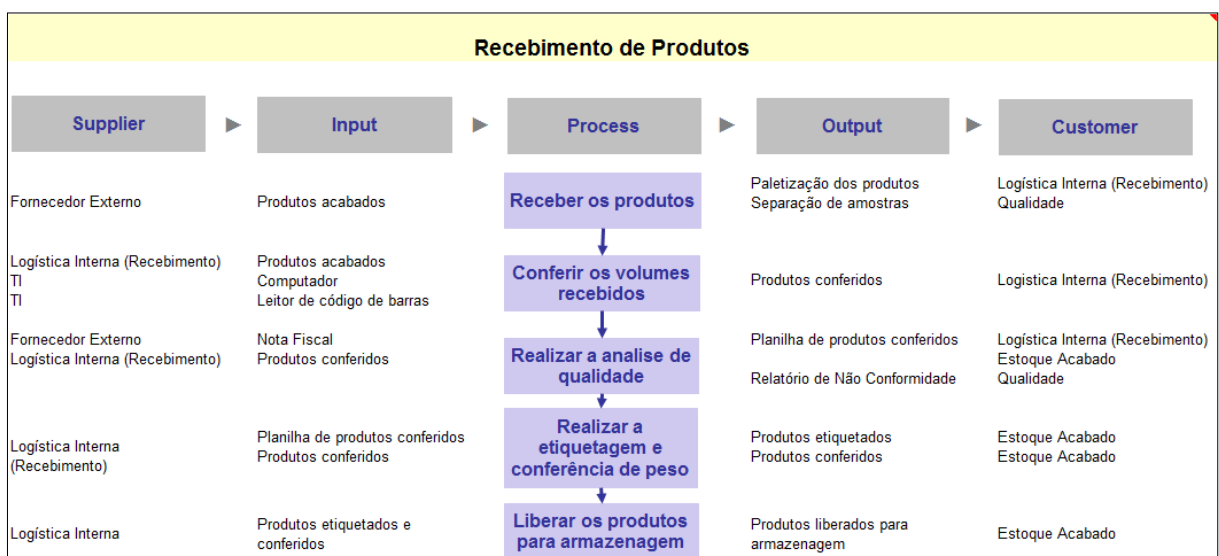 Recebimento de Produtos
Supplier
Input
Process
Output
Customer
Fornecedor Externo
Produtos acabados
Receber os produtos
Paletização dos produtos
Separação de amostras
Logística Interna (Recebimento)
Qualidade
Logística Interna (Recebimento)
TI
TI
Produtos acabados
Computador
Leitor de código de barras
Conferir os volumes
recebidos
Produtos conferidos
Logistica Interna (Recebimento)
Fornecedor Externo
Logística Interna (Recebimento)
Nota Fiscal
Produtos conferidos
Realizar a analise de
qualidade
Planilha de produtos conferidos
Relatório de Não Conformidade
Logística Interna (Recebimento)
Estoque Acabado
Qualidade
Logística Interna
(Recebimento)
Planilha de produtos conferidos
Produtos conferidos
Realizar a
etiquetagem e
conferência de peso
Produtos etiquetados
Produtos conferidos
Estoque Acabado
Estoque Acabado
Logística Interna
Produtos etiquetados e
conferidos
Liberar os produtos
para armazenagem
Produtos liberados para
armazenagem
Estoque Acabado